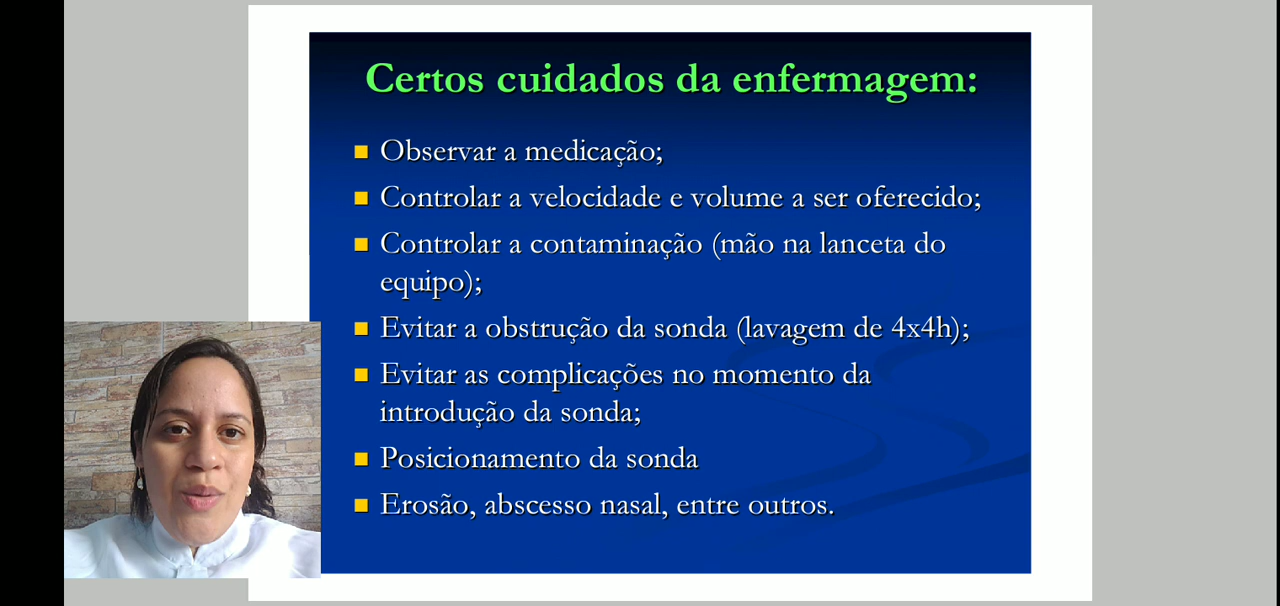 Certos cuidados da enfermagem:
Observar a medicação;
Controlar a velocidade e volume a ser oferecido;
Controlar a contaminação (mão na lanceta do
equipo);
Evitar a obstrução da sonda (lavagem de 4x4h);
Evitar as complicações no momento da
introdução da sonda;
Posicionamento da sonda
Erosão, abscesso nasal, entre outros.